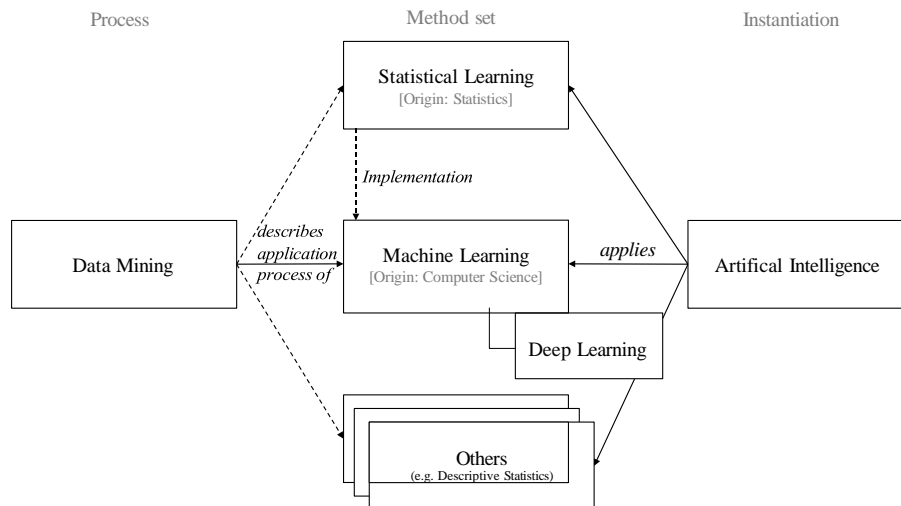 Process
Method set
Instantiation
Statistical Learning
[Origin: Statistics]
Implementation
describes
application
process of
Data Mining
Machine Learning
[Origin: Computer Science]
applies
Artifical Intelligence
Deep Learning
Others
(e.g. Descriptive Statistics)